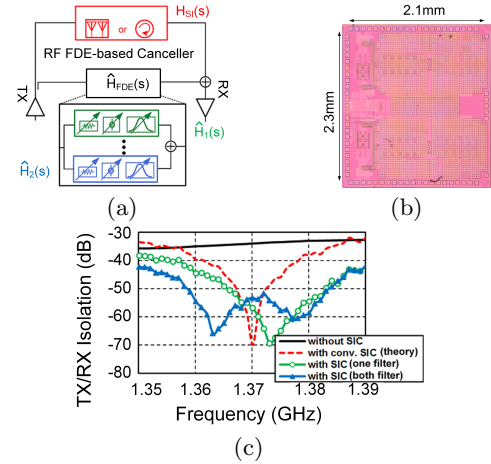 H_SI(s)
or
RF FDE-based Canceller
Ĥ_FDE(s)
TX
RX
Ĥ_1(s)
Ĥ_2(s)
(a)
2.1mm
2.3mm
(b)
TX/RX Isolation (dB)
-30
-40
-50
-60
-70
-80
without SIC
with conv. SIC (theory)
with SIC (one filter)
with SIC (both filter)
1.35 1.36 1.37 1.38 1.39
Frequency (GHz)
(c)